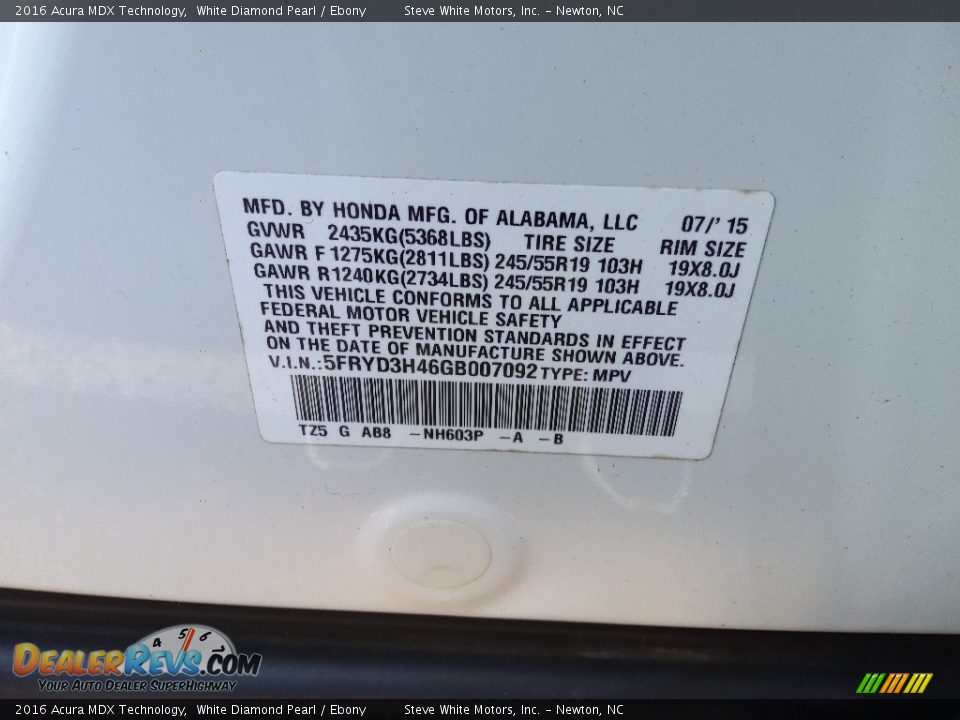 2016 Acura MDX Technology, White Diamond Pearl / Ebony Steve White Motors, Inc. – Newton, NC
MFD. BY HONDA MFG. OF ALABAMA, LLC 07/' 15
GVWR 2435KG(5368LBS) TIRE SIZE RIM SIZE
GAWR F 1275KG(2811LBS) 245/55R19 103H 19X8.0J
GAWR R 1240KG(2734LBS) 245/55R19 103H 19X8.0J
THIS VEHICLE CONFORMS TO ALL APPLICABLE
FEDERAL MOTOR VEHICLE SAFETY
AND THEFT PREVENTION STANDARDS IN EFFECT
ON THE DATE OF MANUFACTURE SHOWN ABOVE.
V.I.N.:5FRYD3H46GB007092 TYPE: MPV
TZ5 G AB8 –NH603P –A –B
4 5 6
DEALERREVS.COM
YOUR AUTO DEALER SUPERHIGHWAY
2016 Acura MDX Technology, White Diamond Pearl / Ebony Steve White Motors, Inc. – Newton, NC